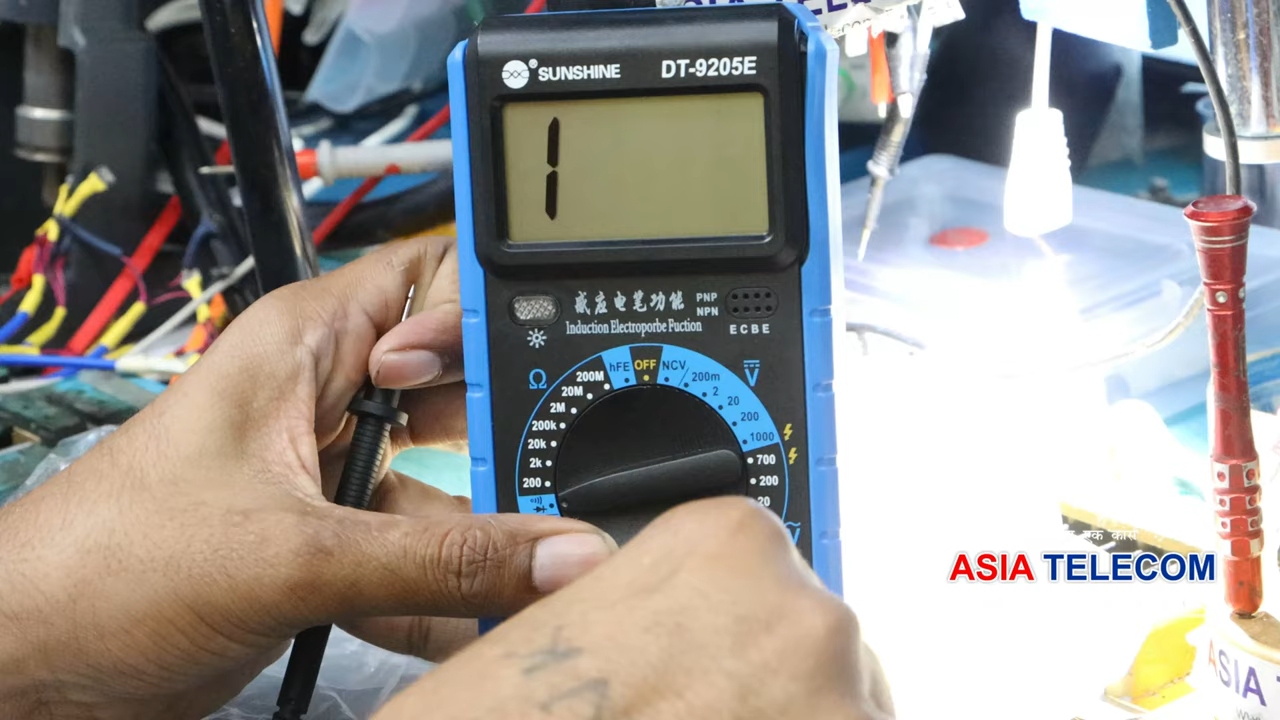 SUNSHINE DT-9205E
1
感应电笔功能
Induction Electroporbe Fuction
PNP
NPN
E C B E
Ω
hFE OFF NCV
200M
20M
2M
200k
20k
2k
200
200m
2
20
200
1000
700
200
20
ASIA TELECOM
ASIA